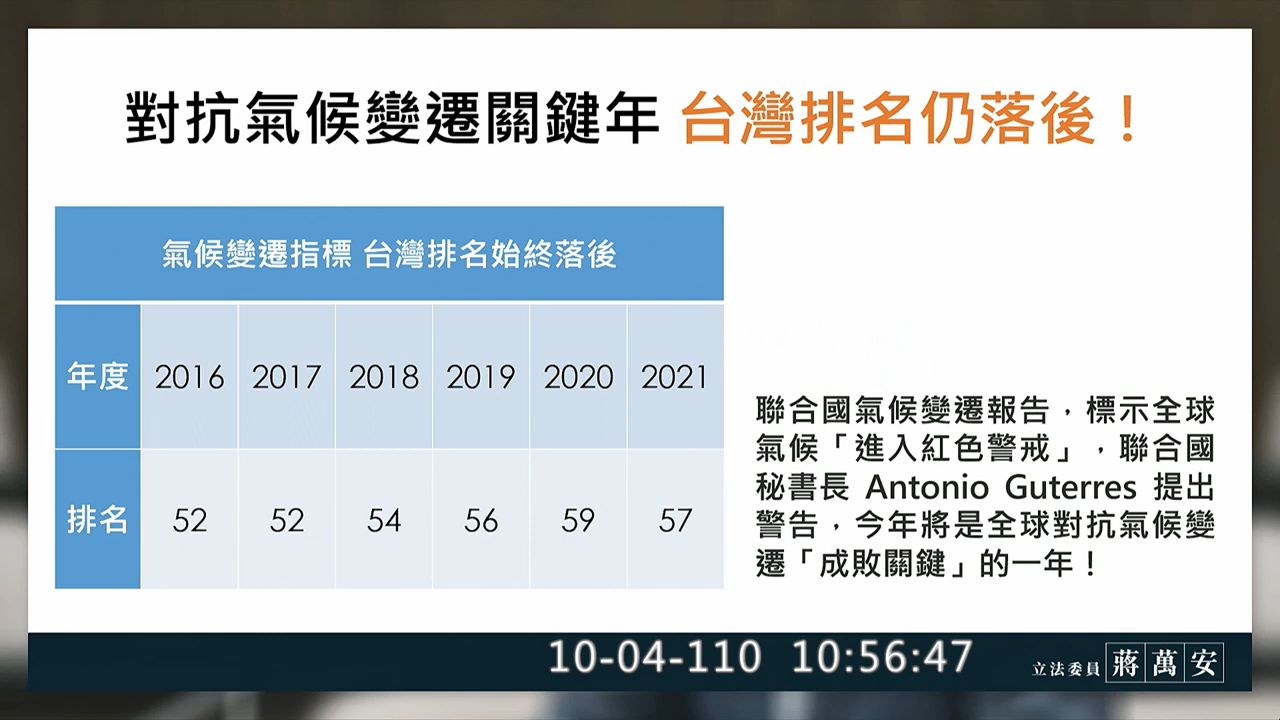 對抗氣候變遷關鍵年 台灣排名仍落後！
氣候變遷指標 台灣排名始終落後
年度 2016 2017 2018 2019 2020 2021
排名 52 52 54 56 59 57
聯合國氣候變遷報告，標示全球
氣候「進入紅色警戒」，聯合國
秘書長 Antonio Guterres 提出
警告，今年將是全球對抗氣候變
遷「成敗關鍵」的一年！
10-04-110 10:56:47
立法委員 蔣萬安